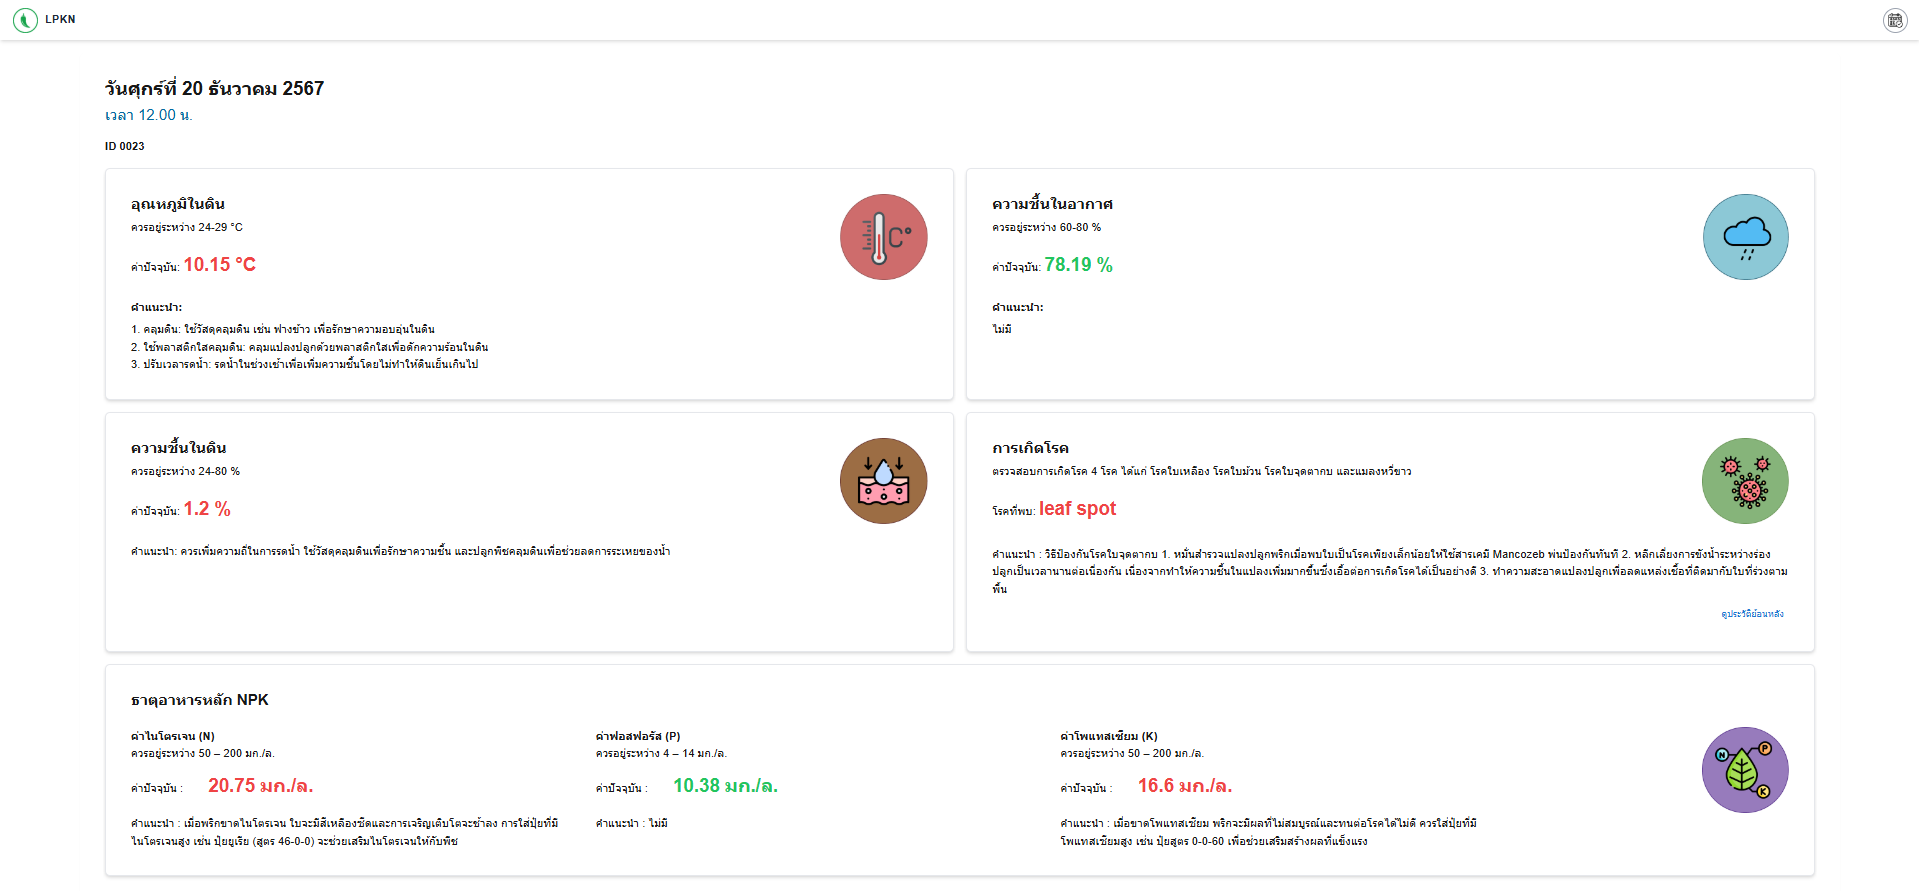 LPKN
วันศุกร์ที่ 20 ธันวาคม 2567
เวลา 12.00 น.
ID 0023
อุณหภูมิในดิน
ควรอยู่ระหว่าง 24-29 °C
ค่าปัจจุบัน: 10.15 °C
คำแนะนำ:
1. คลุมดิน: ใช้วัสดุคลุมดิน เช่น ฟางข้าว เพื่อรักษาความอบอุ่นในดิน
2. ใช้พลาสติกใสคลุมดิน: คลุมแปลงปลูกด้วยพลาสติกใสเพื่อดักความร้อนในดิน
3. ปรับเวลารดน้ำ: รดน้ำในช่วงเช้าเพื่อเพิ่มความชื้นโดยไม่ทำให้ดินเย็นเกินไป
ความชื้นในอากาศ
ควรอยู่ระหว่าง 60-80 %
ค่าปัจจุบัน: 78.19 %
คำแนะนำ:
ไม่มี
ความชื้นในดิน
ควรอยู่ระหว่าง 24-80 %
ค่าปัจจุบัน: 1.2 %
คำแนะนำ: ควรเพิ่มความถี่ในการรดน้ำ ใช้วัสดุคลุมดินเพื่อรักษาความชื้น และปลูกพืชคลุมดินเพื่อช่วยลดการระเหยของน้ำ
การเกิดโรค
ตรวจสอบการเกิดโรค 4 โรค ได้แก่ โรคใบเหลือง โรคใบม้วน โรคใบจุดตากบ และแมลงหวี่ขาว
โรคที่พบ: leaf spot
คำแนะนำ : วิธีป้องกันโรคใบจุดตากบ 1. หมั่นสำรวจแปลงปลูกพริกเมื่อพบใบเป็นโรคเพียงเล็กน้อยให้ใช้สารเคมี Mancozeb พ่นป้องกันทันที 2. หลีกเลี่ยงการขังน้ำระหว่างร่อง
ปลูกเป็นเวลานานต่อเนื่องกัน เนื่องจากทำให้ความชื้นในแปลงเพิ่มมากขึ้นซึ่งเอื้อต่อการเกิดโรคได้เป็นอย่างดี 3. ทำความสะอาดแปลงปลูกเพื่อลดแหล่งเชื้อที่ติดมากับใบที่ร่วงตาม
พื้น
ดูประวัติย้อนหลัง
ธาตุอาหารหลัก NPK
ค่าไนโตรเจน (N)
ควรอยู่ระหว่าง 50 – 200 มก./ล.
ค่าปัจจุบัน : 20.75 มก./ล.
คำแนะนำ : เมื่อพริกขาดไนโตรเจน ใบจะมีสีเหลืองซีดและการเจริญเติบโตจะช้าลง การใส่ปุ๋ยที่มี
ไนโตรเจนสูง เช่น ปุ๋ยยูเรีย (สูตร 46-0-0) จะช่วยเสริมไนโตรเจนให้กับพืช
ค่าฟอสฟอรัส (P)
ควรอยู่ระหว่าง 4 – 14 มก./ล.
ค่าปัจจุบัน : 10.38 มก./ล.
คำแนะนำ : ไม่มี
ค่าโพแทสเซียม (K)
ควรอยู่ระหว่าง 50 – 200 มก./ล.
ค่าปัจจุบัน : 16.6 มก./ล.
คำแนะนำ : เมื่อขาดโพแทสเซียม พริกจะมีผลที่ไม่สมบูรณ์และทนต่อโรคได้ไม่ดี ควรใส่ปุ๋ยที่มี
โพแทสเซียมสูง เช่น ปุ๋ยสูตร 0-0-60 เพื่อช่วยเสริมสร้างผลที่แข็งแรง
C°
N
P
K